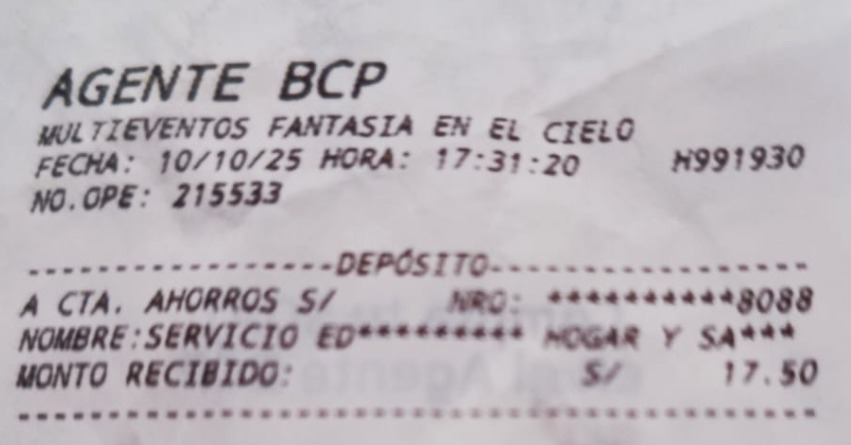 AGENTE BCP
MULTIEVENTOS FANTASIA EN EL CIELO
FECHA: 10/10/25 HORA: 17:31:20 H991930
NO.OPE: 215533
-----------------DEPÓSITO-----------------
A CTA. AHORROS S/ NRO: **********8088
NOMBRE:SERVICIO ED********* HOGAR Y SA***
MONTO RECIBIDO: S/ 17.50